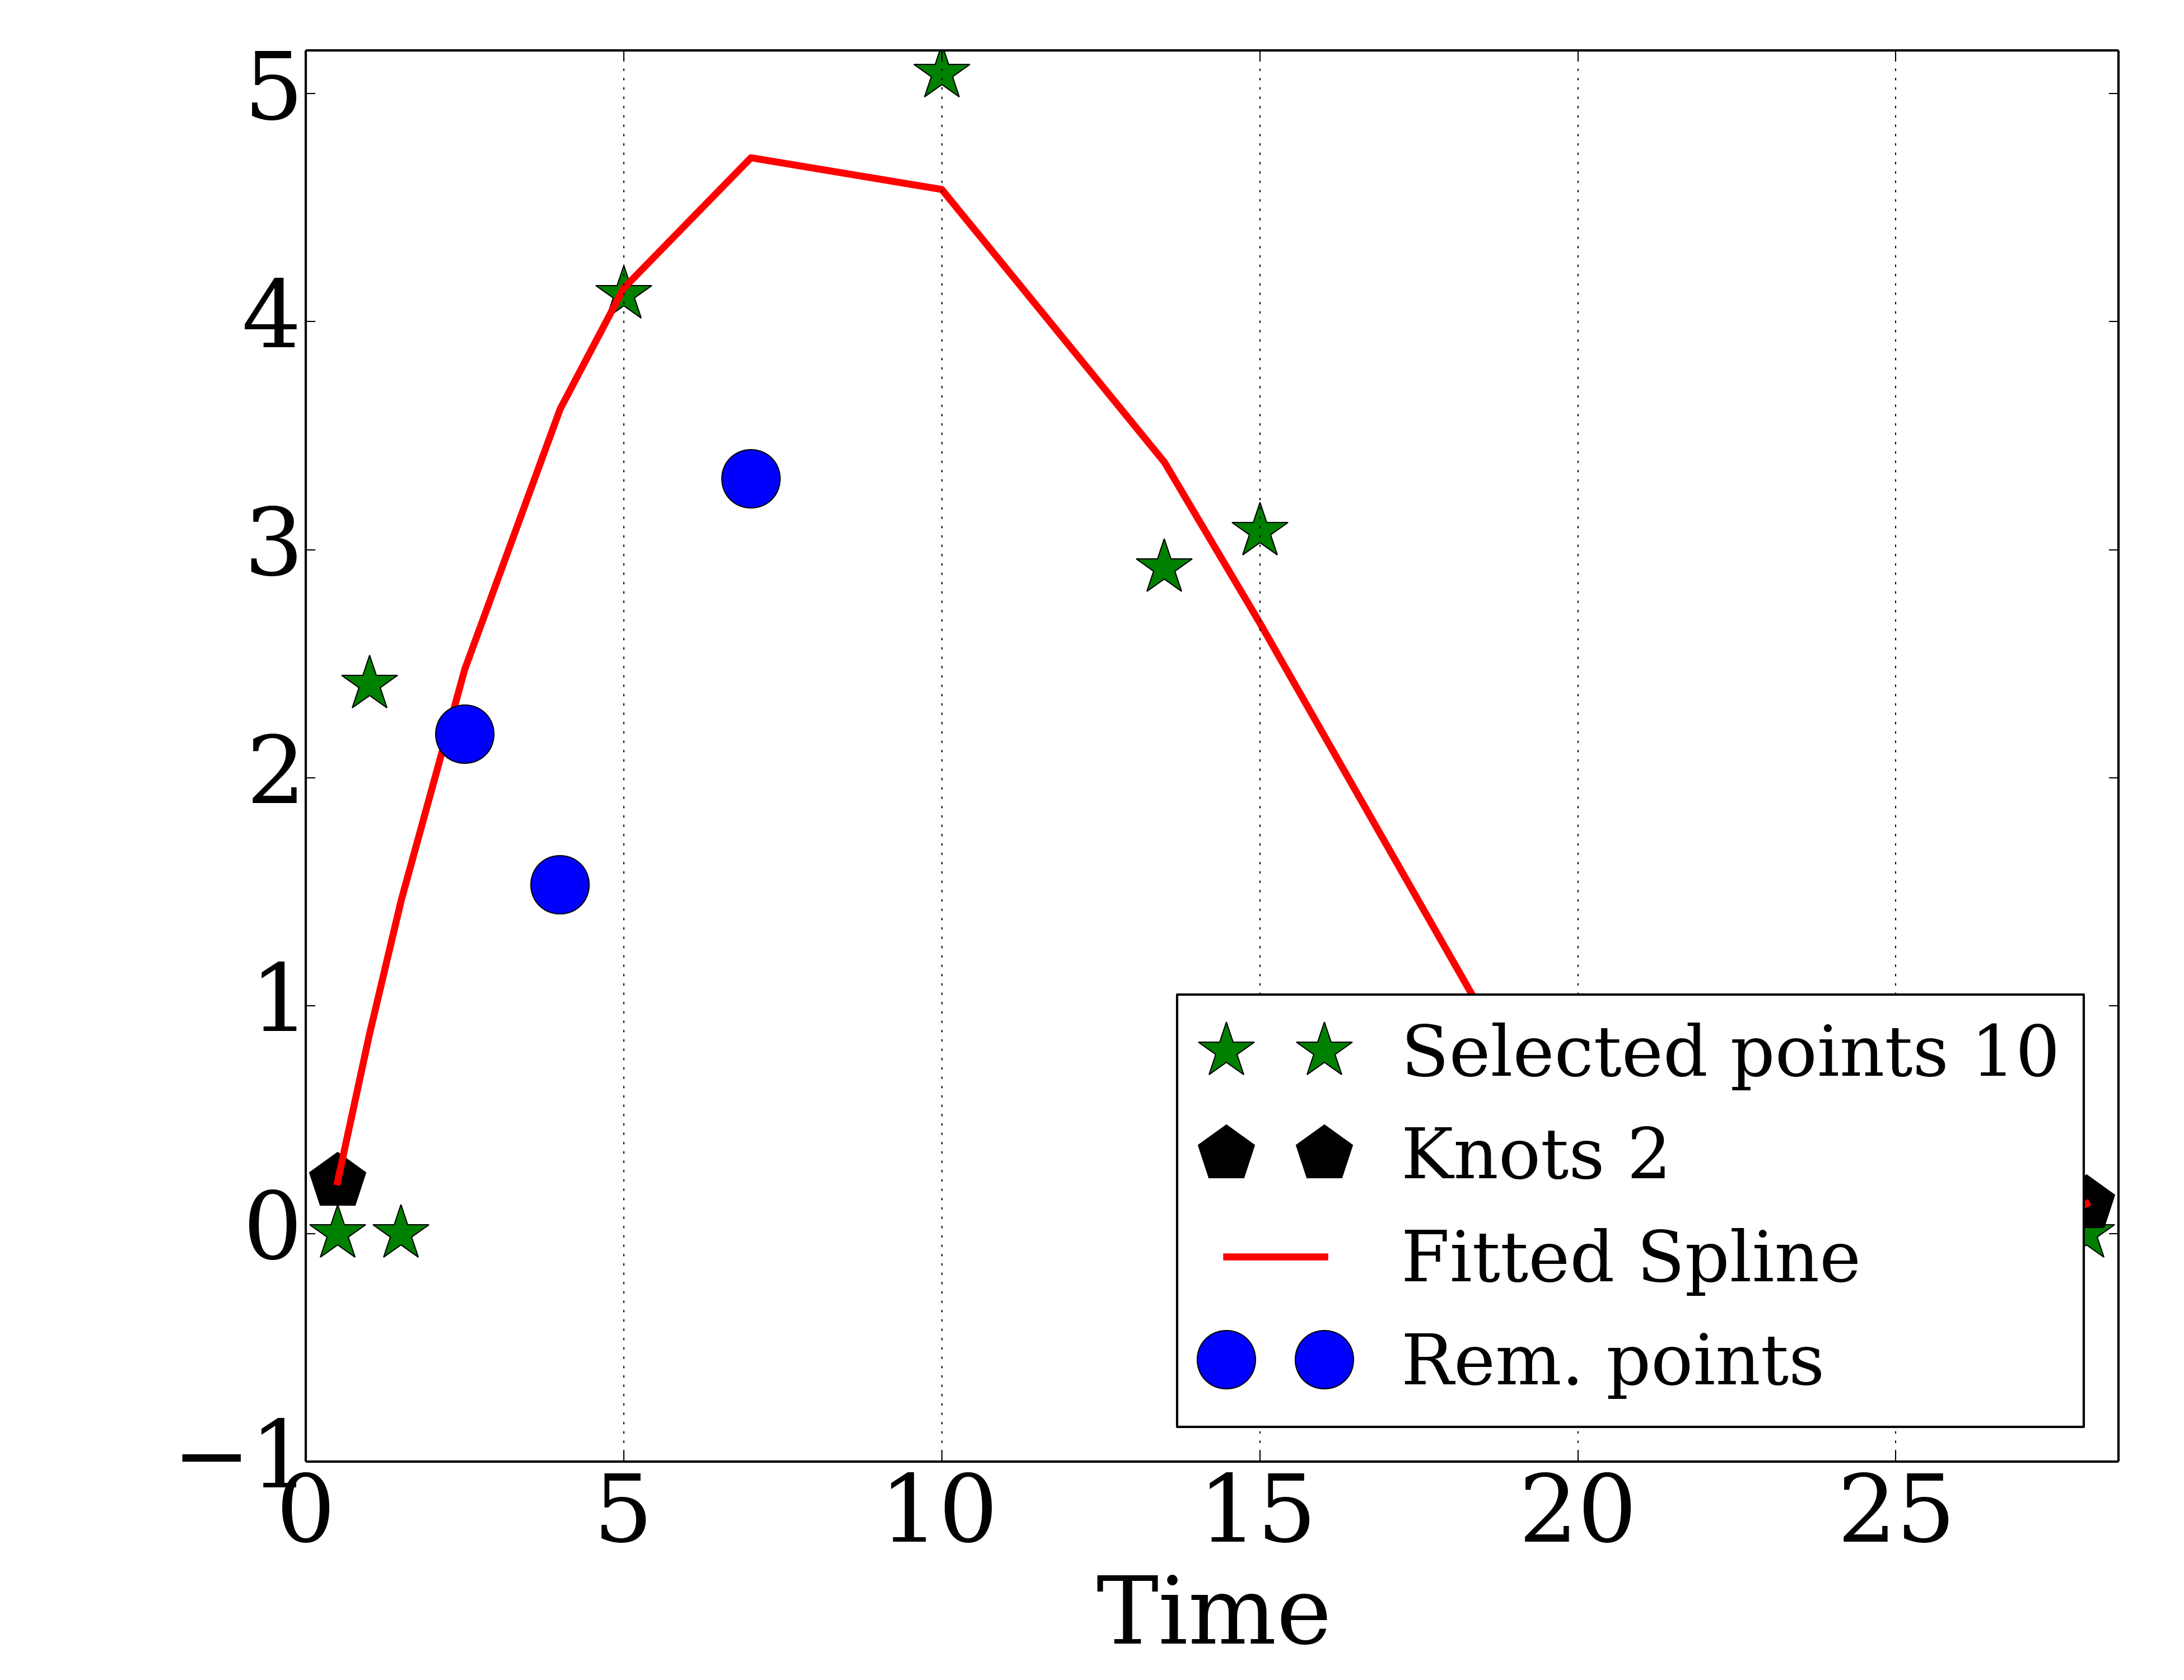 5
4
3
2
1
0
−1
Selected points 10
Knots 2
Fitted Spline
Rem. points
0 5 10 15 20 25
Time